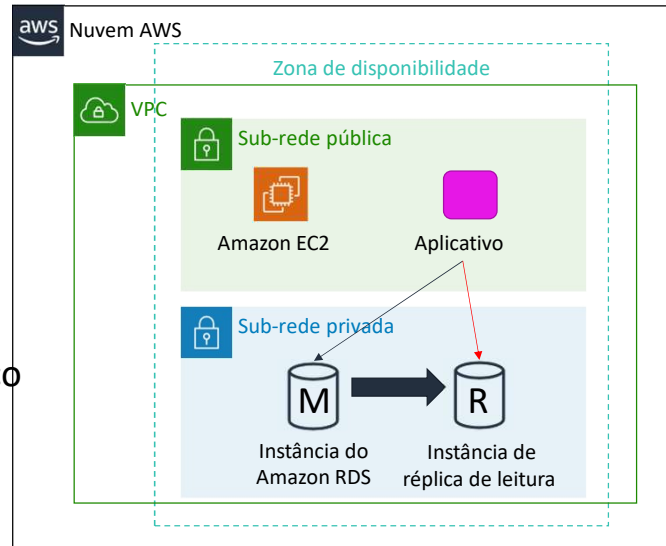 aws
Nuvem AWS
Zona de disponibilidade
VPC
Sub-rede pública
Amazon EC2
Aplicativo
Sub-rede privada
o
M
R
Instância do
Amazon RDS
Instância de
réplica de leitura